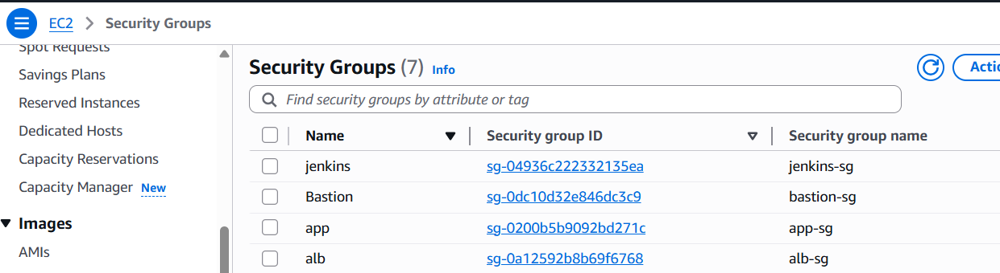 EC2 > Security Groups
Spot Requests
Savings Plans
Reserved Instances
Dedicated Hosts
Capacity Reservations
Capacity Manager New
Images
AMIs
Security Groups (7) Info
Find security groups by attribute or tag
Name Security group ID Security group name
jenkins sg-04936c222332135ea jenkins-sg
Bastion sg-0dc10d32e846dc3c9 bastion-sg
app sg-0200b5b9092bd271c app-sg
alb sg-0a12592b8b69f6768 alb-sg